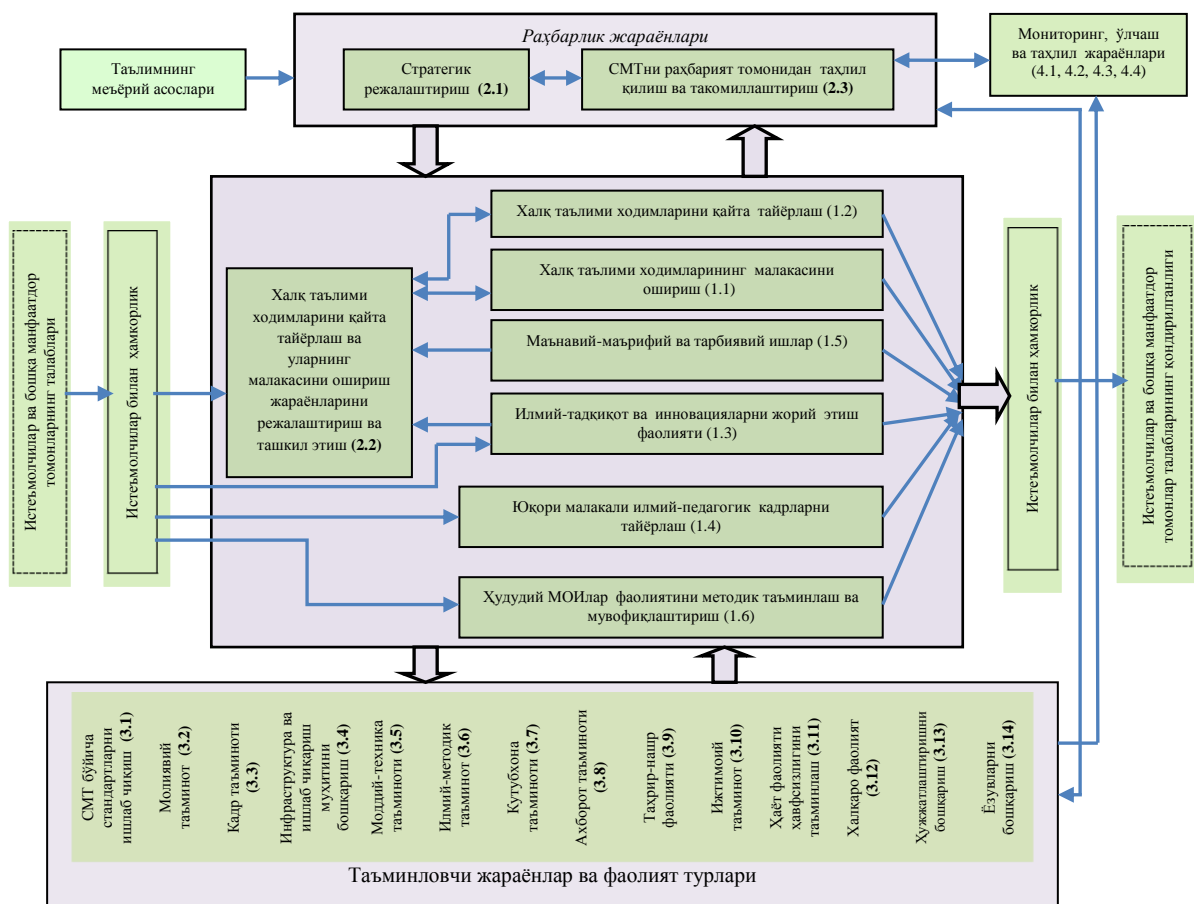 Раҳбарлик жараёнлари
Таълимнинг
меъёрий асослари
Стратегик
режалаштириш (2.1)
СМТни раҳбарият томонидан таҳлил
қилиш ва такомиллаштириш (2.3)
Мониторинг, ўлчаш
ва таҳлил жараёнлари
(4.1, 4.2, 4.3, 4.4)
Истеъмолчилар ва бошка манфаатдор
томонларнинг талаблари
Истеъмолчилар билан ҳамкорлик
Халқ таълими
ходимларини қайта
тайёрлаш ва
уларнинг
малакасини ошириш
жараёнларини
режалаштириш ва
ташкил этиш (2.2)
Халқ таълими ходимларини қайта тайёрлаш (1.2)
Халқ таълими ходимларининг малакасини
ошириш (1.1)
Маънавий-маърифий ва тарбиявий ишлар (1.5)
Илмий-тадқиқот ва инновацияларни жорий этиш
фаолияти (1.3)
Юқори малакали илмий-педагогик кадрларни
тайёрлаш (1.4)
Ҳудудий МОИлар фаолиятини методик таъминлаш ва
мувофиқлаштириш (1.6)
Истеъмолчилар билан ҳамкорлик
Истеъмолчилар ва бошка манфаатдор
томонлар талабларининг қондирилганлиги
СМТ бўйича
стандартларни
ишлаб чиқиш (3.1)
Молиявий
таъминот (3.2)
Кадр таъминоти
(3.3)
Инфраструктура ва
ишлаб чиқариш
муҳитини
бошқариш (3.4)
Моддий-техника
таъминоти (3.5)
Илмий-методик
таъминот (3.6)
Кутубхона
таъминоти (3.7)
Ахборот таъминоти
(3.8)
Таҳрир-нашр
фаолияти (3.9)
Ижтимоий
таъминот (3.10)
Ҳаёт фаолияти
ҳавфсизлигини
таъминлаш (3.11)
Халкаро фаолият
(3.12)
Ҳужжатлаштиришни
бошқариш (3.13)
Ёзувларни
бошқариш (3.14)
Таъминловчи жараёнлар ва фаолият турлари